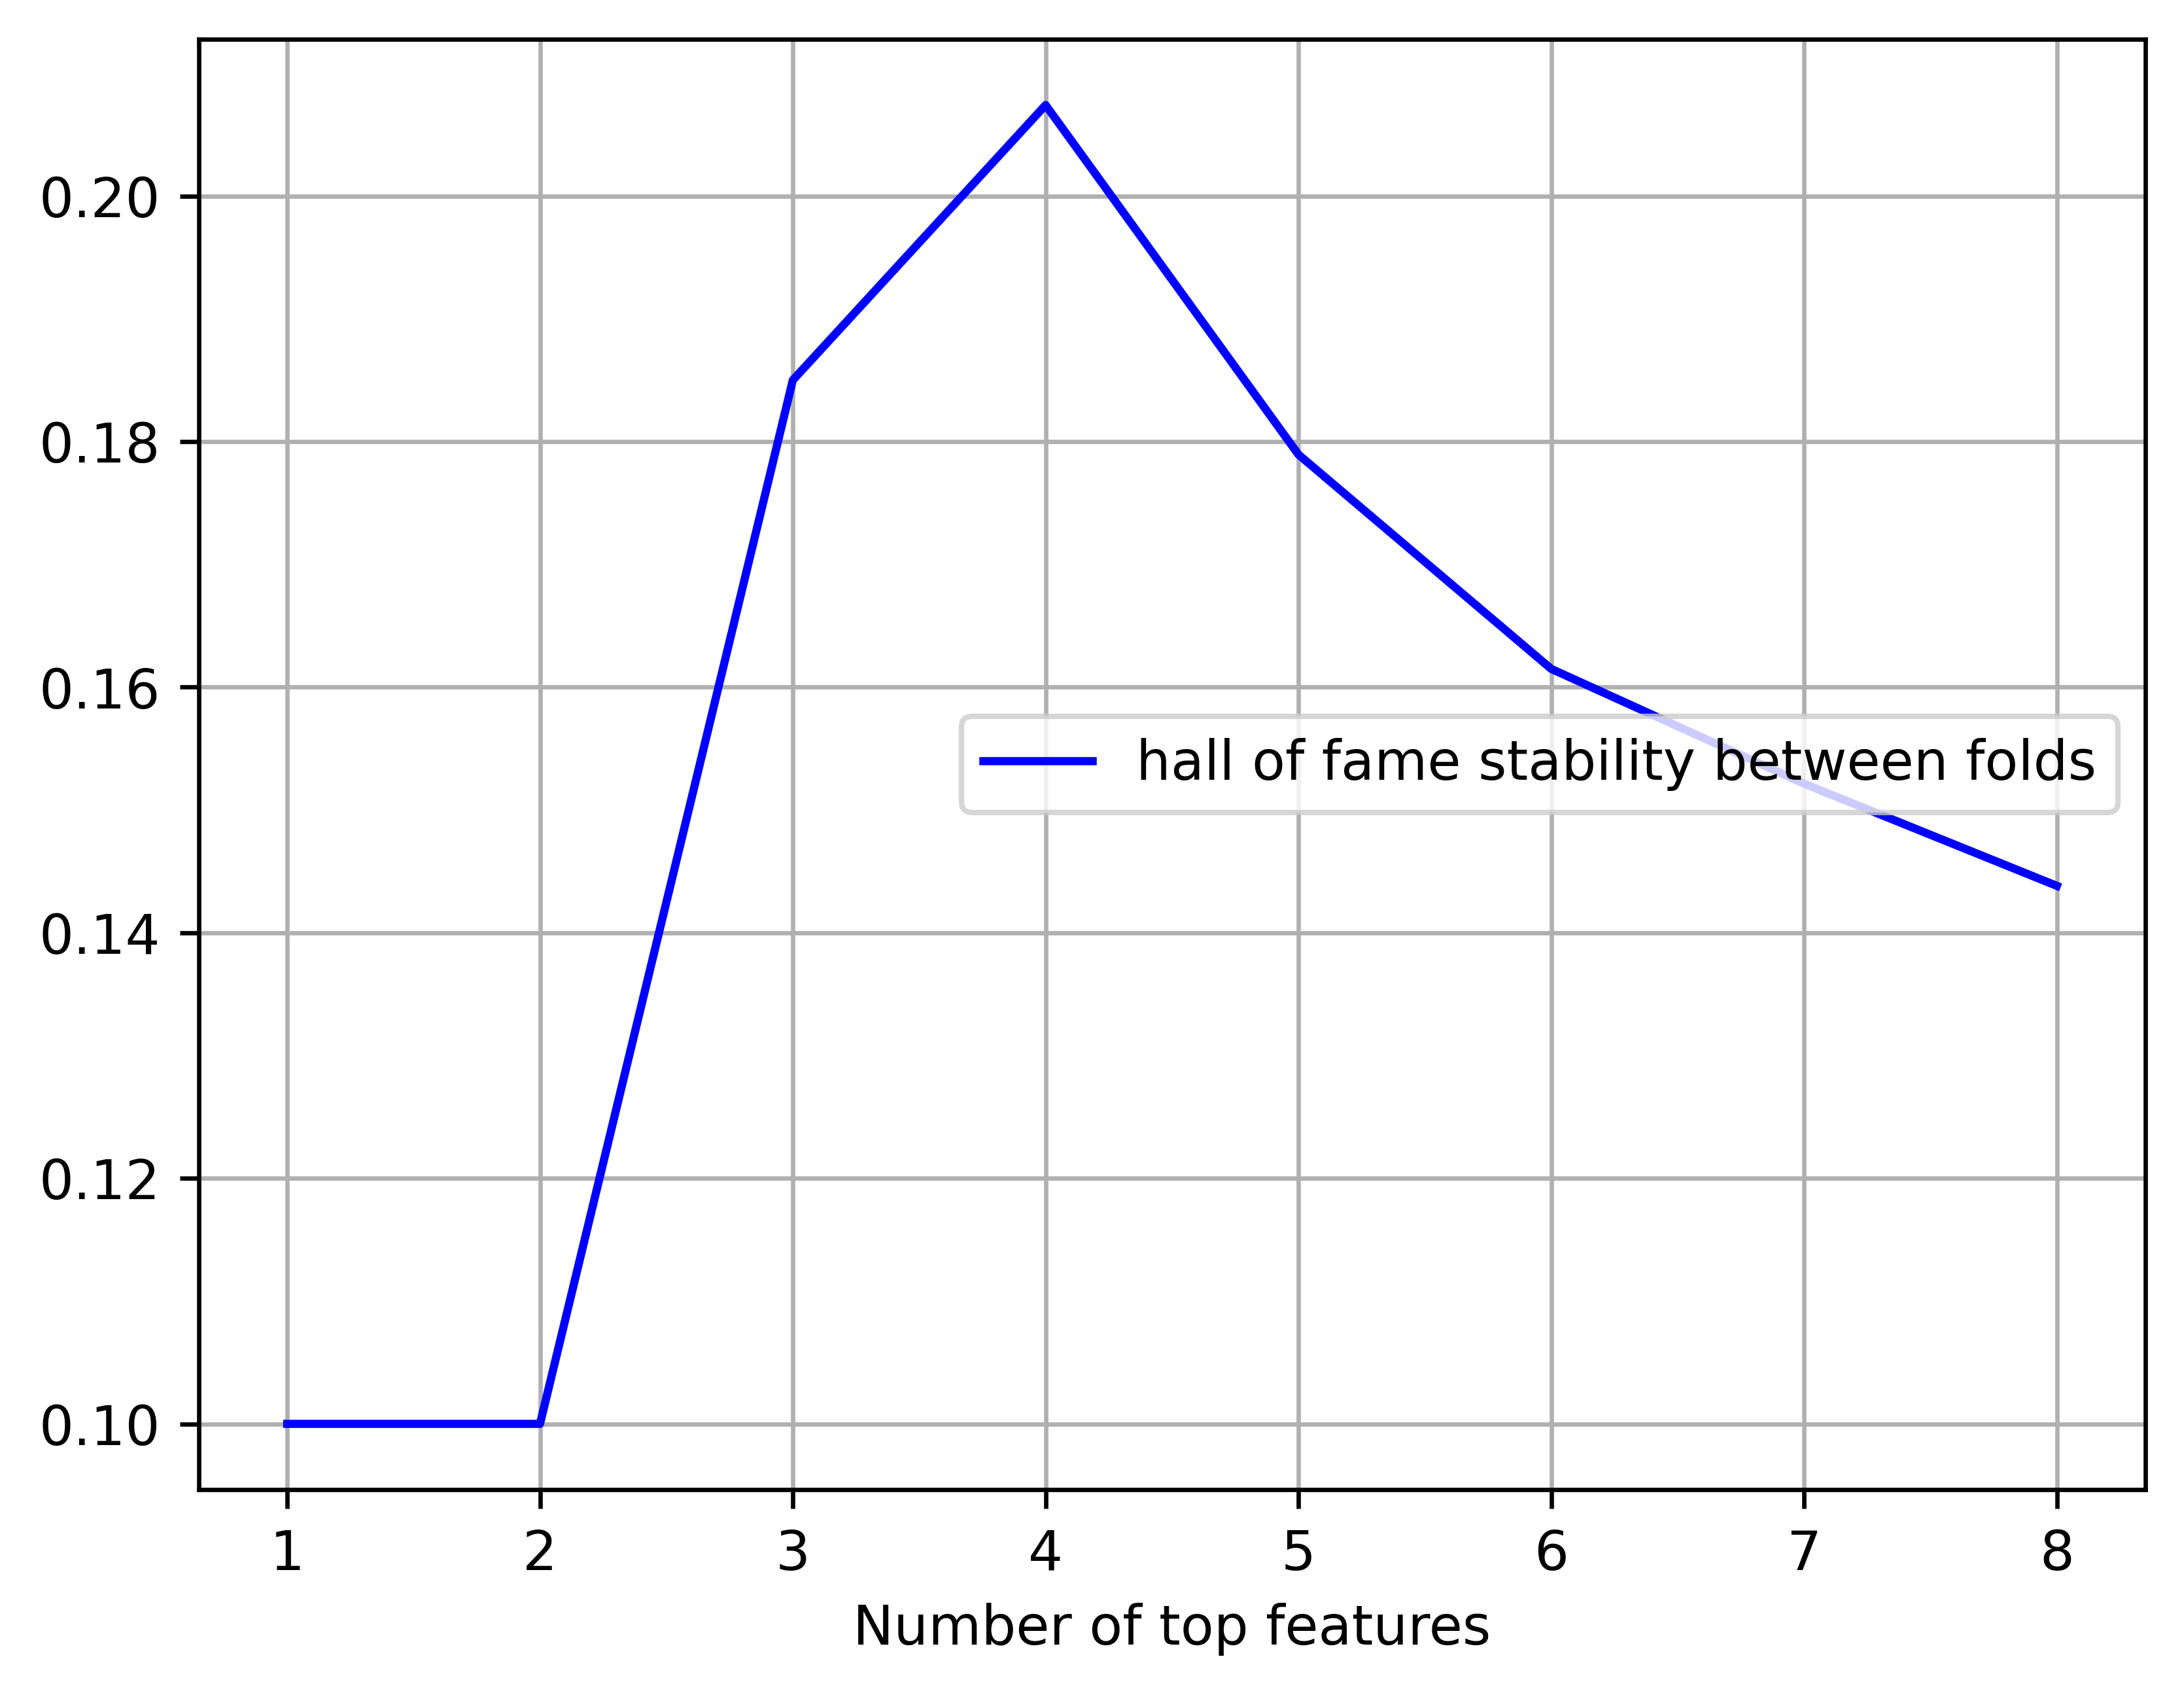 0.20
0.18
0.16
hall of fame stability between folds
0.14
0.12
0.10
1 2 3 4 5 6 7 8
Number of top features